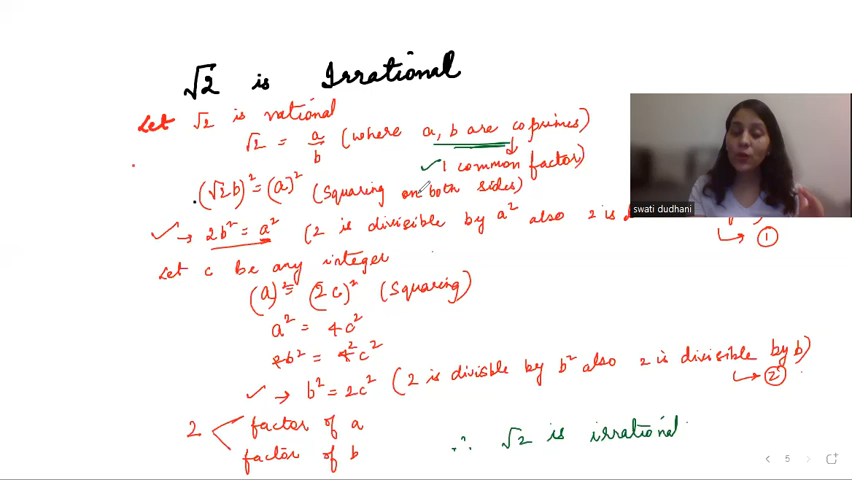 √2 is Irrational
Let √2 is rational
√2 = a/b (where a, b are coprimes)
1 common factor)
(√2b)² = (a)² (Squaring on both sides)
→ 2b² = a² (2 is divisible by a² also 2 is
①
Let c be any integer
(a)² = (2c)² (Squaring)
a² = 4c²
2b² = 4²c²
→ b² = 2c² (2 is divisible by b² also 2 is divisible by b)
②
2 factor of a
factor of b
∴ √2 is irrational
swati dudhani
5